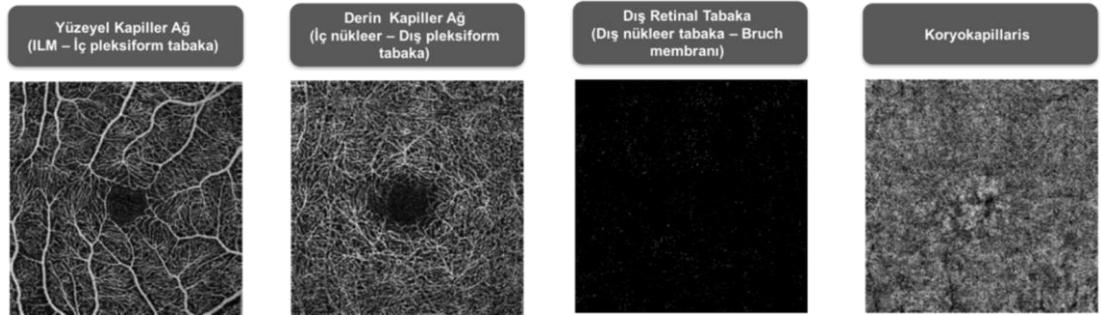 Yüzeyel Kapiller Ağ
(ILM – İç pleksiform tabaka)
Derin Kapiller Ağ
(İç nükleer – Dış pleksiform
tabaka)
Dış Retinal Tabaka
(Dış nükleer tabaka – Bruch
membranı)
Koryokapillaris